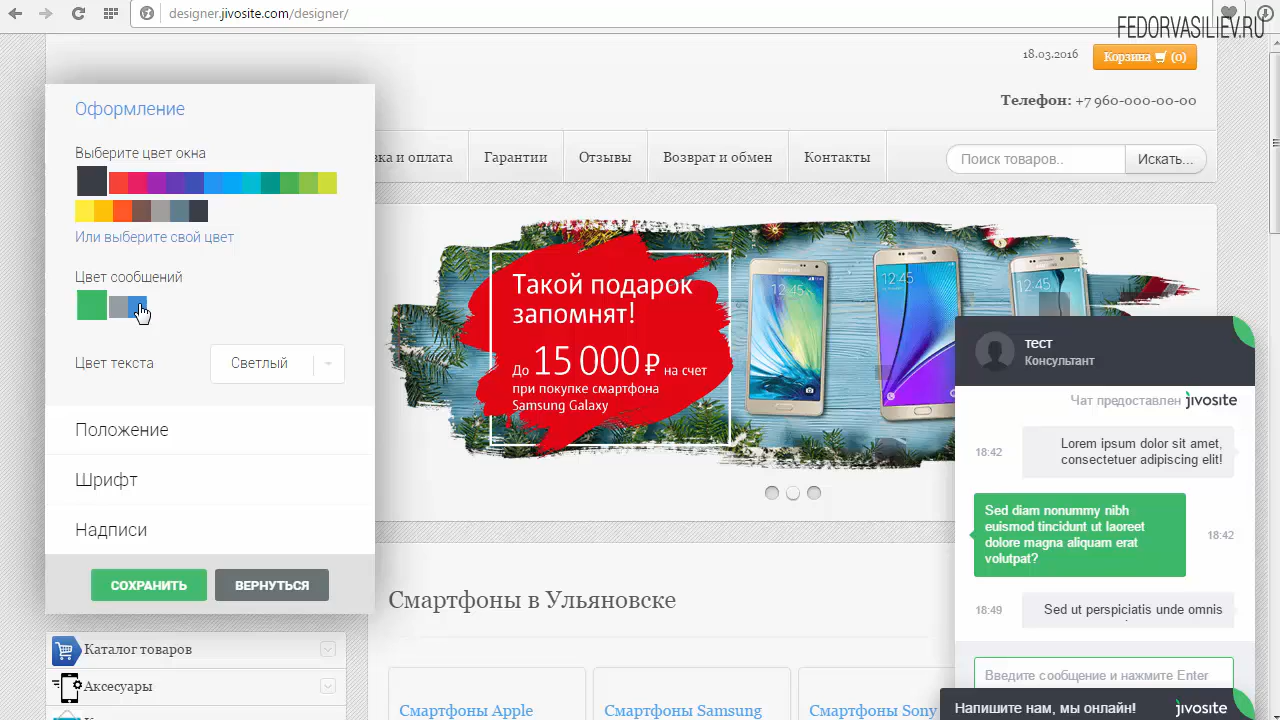 designer.jivosite.com/designer/
FEDORVASILIEV.RU
18.03.2016
Корзина (0)
Телефон: +7 960-000-00-00
вка и оплата
Гарантии
Отзывы
Возврат и обмен
Контакты
Поиск товаров..
Искать...
Оформление
Выберите цвет окна
Или выберите свой цвет
Цвет сообщений
Цвет текста
Светлый
Положение
Шрифт
Надписи
СОХРАНИТЬ
ВЕРНУТЬСЯ
Такой подарок
запомнят!
До 15 000 ₽ на счет
при покупке смартфона
Samsung Galaxy
12:45
12:45
12:45
тест
Консультант
Чат предоставлен jivosite
18:42
Lorem ipsum dolor sit amet,
consectetuer adipiscing elit!
Sed diam nonummy nibh
euismod tincidunt ut laoreet
dolore magna aliquam erat
volutpat?
18:42
18:49
Sed ut perspiciatis unde omnis
Введите сообщение и нажмите Enter
Напишите нам, мы онлайн!
jivosite
Смартфоны в Ульяновске
Каталог товаров
Аксесуары
Смартфоны Apple
Смартфоны Samsung
Смартфоны Sony